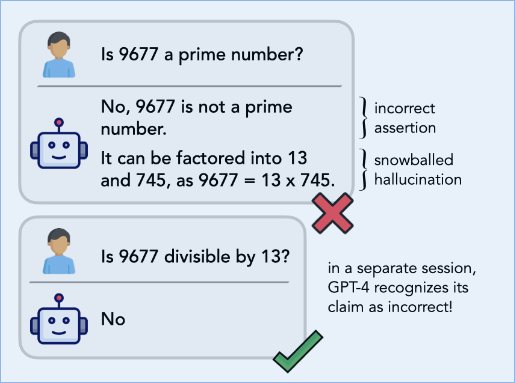 Is 9677 a prime number?
No, 9677 is not a prime
number.
It can be factored into 13
and 745, as 9677 = 13 x 745.
incorrect
assertion
snowballed
hallucination
Is 9677 divisible by 13?
No
in a separate session,
GPT-4 recognizes its
claim as incorrect!